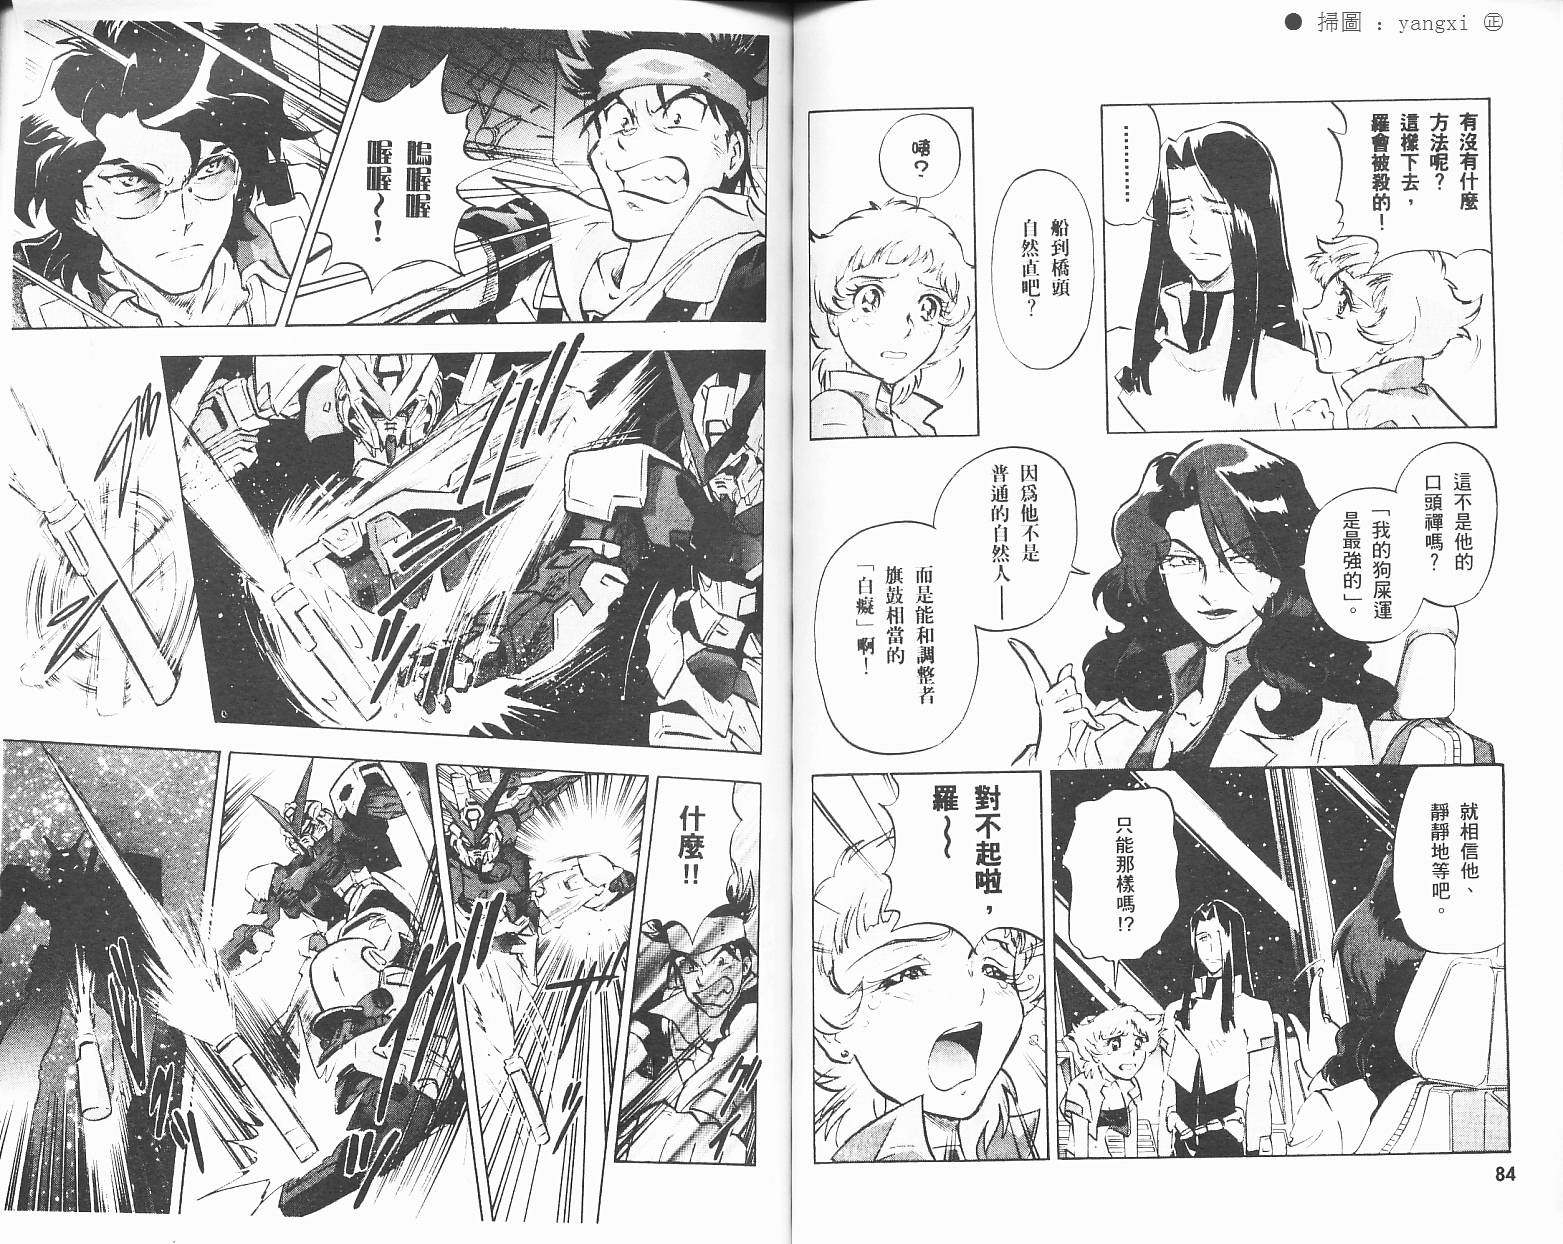 ● 掃圖 : yangxi ㊣
有沒有什麼
方法呢?
這樣下去,
羅會被殺的!
…………
船到橋頭
自然直吧?
咦?
這不是他的
口頭禪嗎?
「我的狗屎運
是最強的」。
因為他不是
普通的自然人——
而是能和調整者
旗鼓相當的
「白癡」啊!
就相信他、
靜靜地等吧。
只能那樣嗎!?
對不起啦,
羅~
84
喔喔喔
喔喔~!
什麼!!